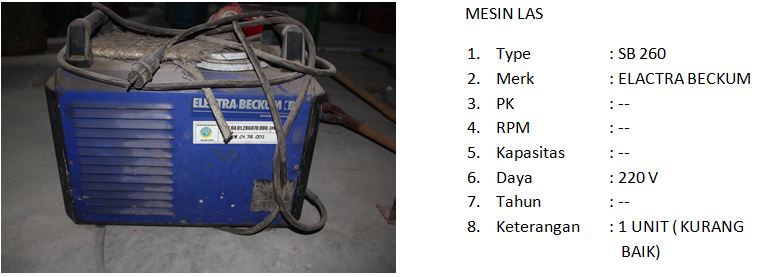 ELECTRA BECKUM
MESIN LAS
1. Type : SB 260
2. Merk : ELACTRA BECKUM
3. PK : --
4. RPM : --
5. Kapasitas : --
6. Daya : 220 V
7. Tahun : --
8. Keterangan : 1 UNIT ( KURANG
BAIK)